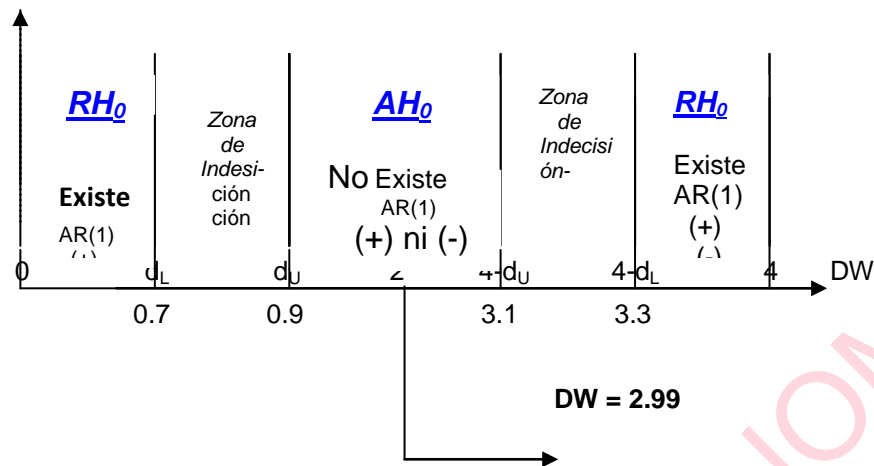 RH0
Existe
AR(1)
(+)
Zona
de
Indesi-
ción
ción
AH0
No Existe
AR(1)
(+) ni (-)
Zona
de
Indecisi
ón-
RH0
Existe
AR(1)
(+)
(-)
0 dL dU 2 4-dU 4-dL 4 DW
0.7 0.9 3.1 3.3
DW = 2.99